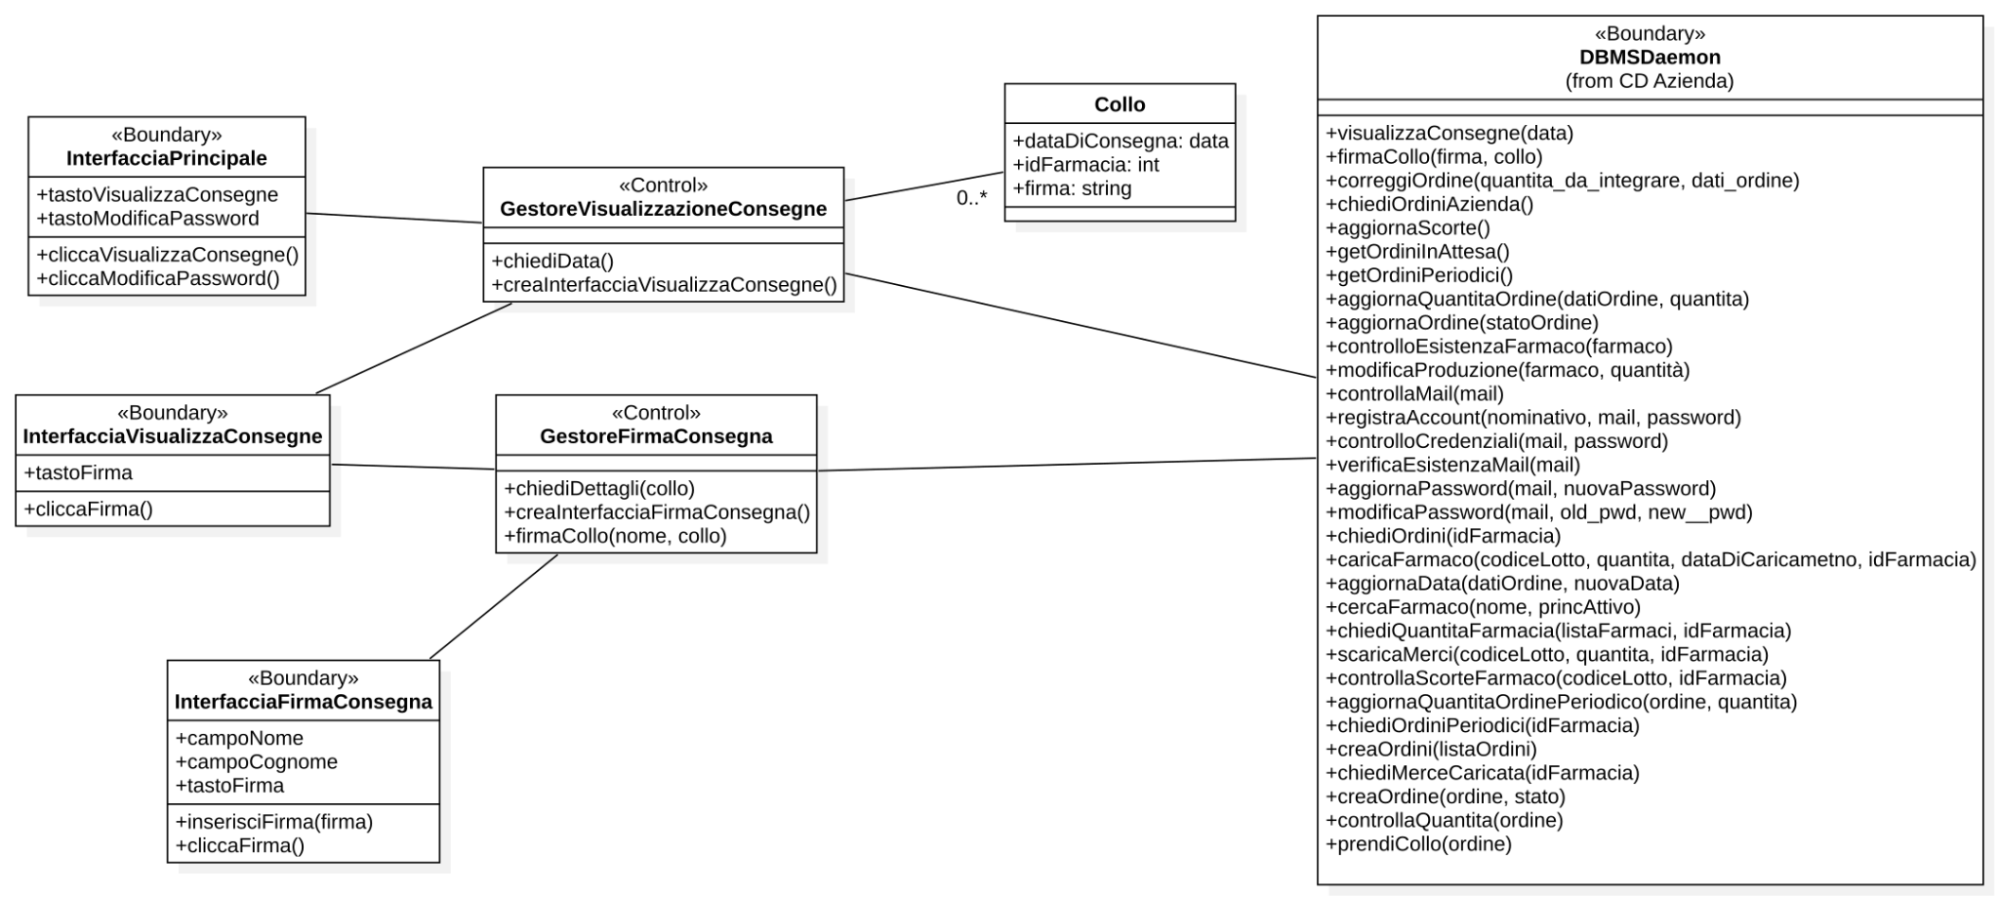 «Boundary»
InterfacciaPrincipale
+tastoVisualizzaConsegne
+tastoModificaPassword
+cliccaVisualizzaConsegne()
+cliccaModificaPassword()
«Control»
GestoreVisualizzazioneConsegne
+chiediData()
+creaInterfacciaVisualizzaConsegne()
Collo
+dataDiConsegna: data
+idFarmacia: int
+firma: string
0..*
«Boundary»
InterfacciaVisualizzaConsegne
+tastoFirma
+cliccaFirma()
«Control»
GestoreFirmaConsegna
+chiediDettagli(collo)
+creaInterfacciaFirmaConsegna()
+firmaCollo(nome, collo)
«Boundary»
InterfacciaFirmaConsegna
+campoNome
+campoCognome
+tastoFirma
+inserisciFirma(firma)
+cliccaFirma()
«Boundary»
DBMSDaemon
(from CD Azienda)
+visualizzaConsegne(data)
+firmaCollo(firma, collo)
+correggiOrdine(quantita_da_integrare, dati_ordine)
+chiediOrdiniAzienda()
+aggiornaScorte()
+getOrdiniInAttesa()
+getOrdiniPeriodici()
+aggiornaQuantitaOrdine(datiOrdine, quantita)
+aggiornaOrdine(statoOrdine)
+controlloEsistenzaFarmaco(farmaco)
+modificaProduzione(farmaco, quantità)
+controllaMail(mail)
+registraAccount(nominativo, mail, password)
+controlloCredenziali(mail, password)
+verificaEsistenzaMail(mail)
+aggiornaPassword(mail, nuovaPassword)
+modificaPassword(mail, old_pwd, new__pwd)
+chiediOrdini(idFarmacia)
+caricaFarmaco(codiceLotto, quantita, dataDiCaricametno, idFarmacia)
+aggiornaData(datiOrdine, nuovaData)
+cercaFarmaco(nome, princAttivo)
+chiediQuantitaFarmacia(listaFarmaci, idFarmacia)
+scaricaMerci(codiceLotto, quantita, idFarmacia)
+controllaScorteFarmaco(codiceLotto, idFarmacia)
+aggiornaQuantitaOrdinePeriodico(ordine, quantita)
+chiediOrdiniPeriodici(idFarmacia)
+creaOrdini(listaOrdini)
+chiediMerceCaricata(idFarmacia)
+creaOrdine(ordine, stato)
+controllaQuantita(ordine)
+prendiCollo(ordine)